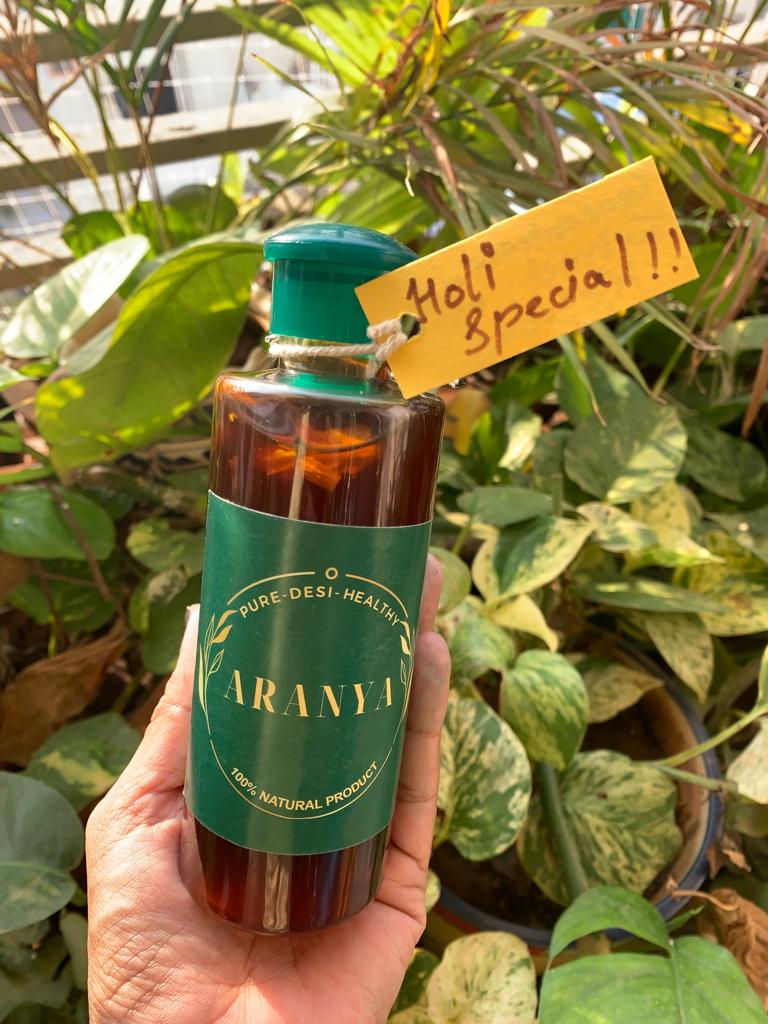 Holi
Special!!
PURE-DESI-HEALTHY
ARANYA
100% NATURAL PRODUCT